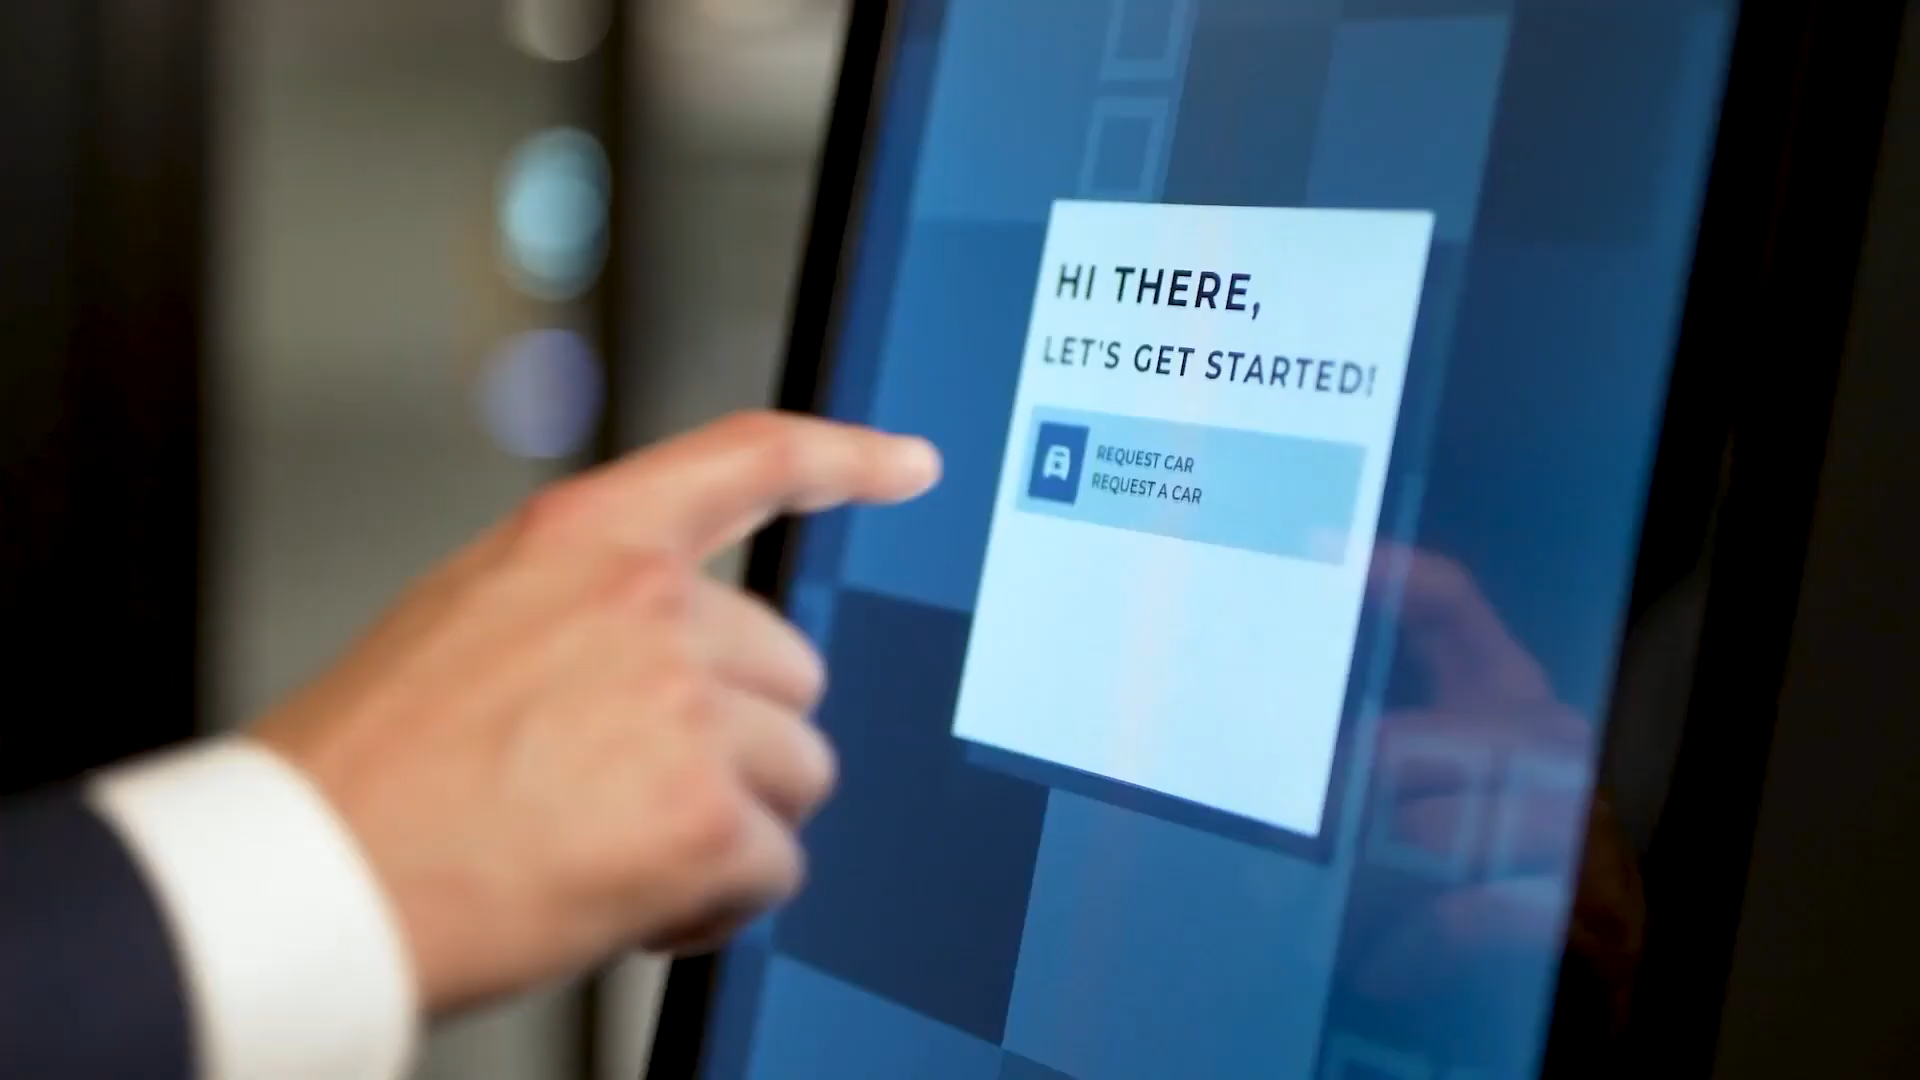 HI THERE,
LET'S GET STARTED!
REQUEST CAR
REQUEST A CAR